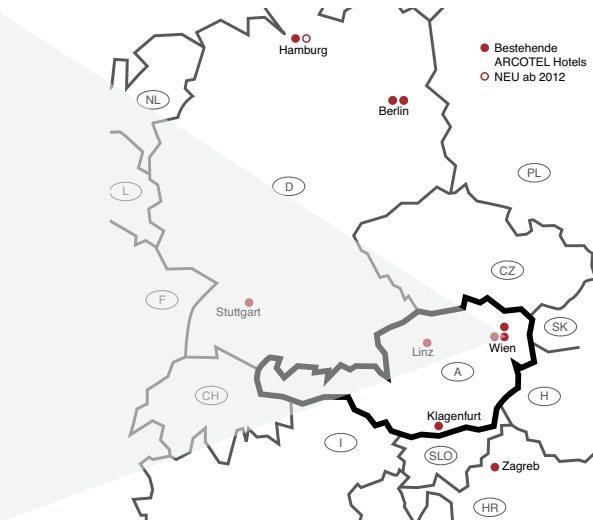 Hamburg
Bestehende
ARCOTEL Hotels
NEU ab 2012
NL
Berlin
PL
D
L
CZ
F
Stuttgart
SK
Linz
Wien
A
CH
H
Klagenfurt
I
SLO
Zagreb
HR